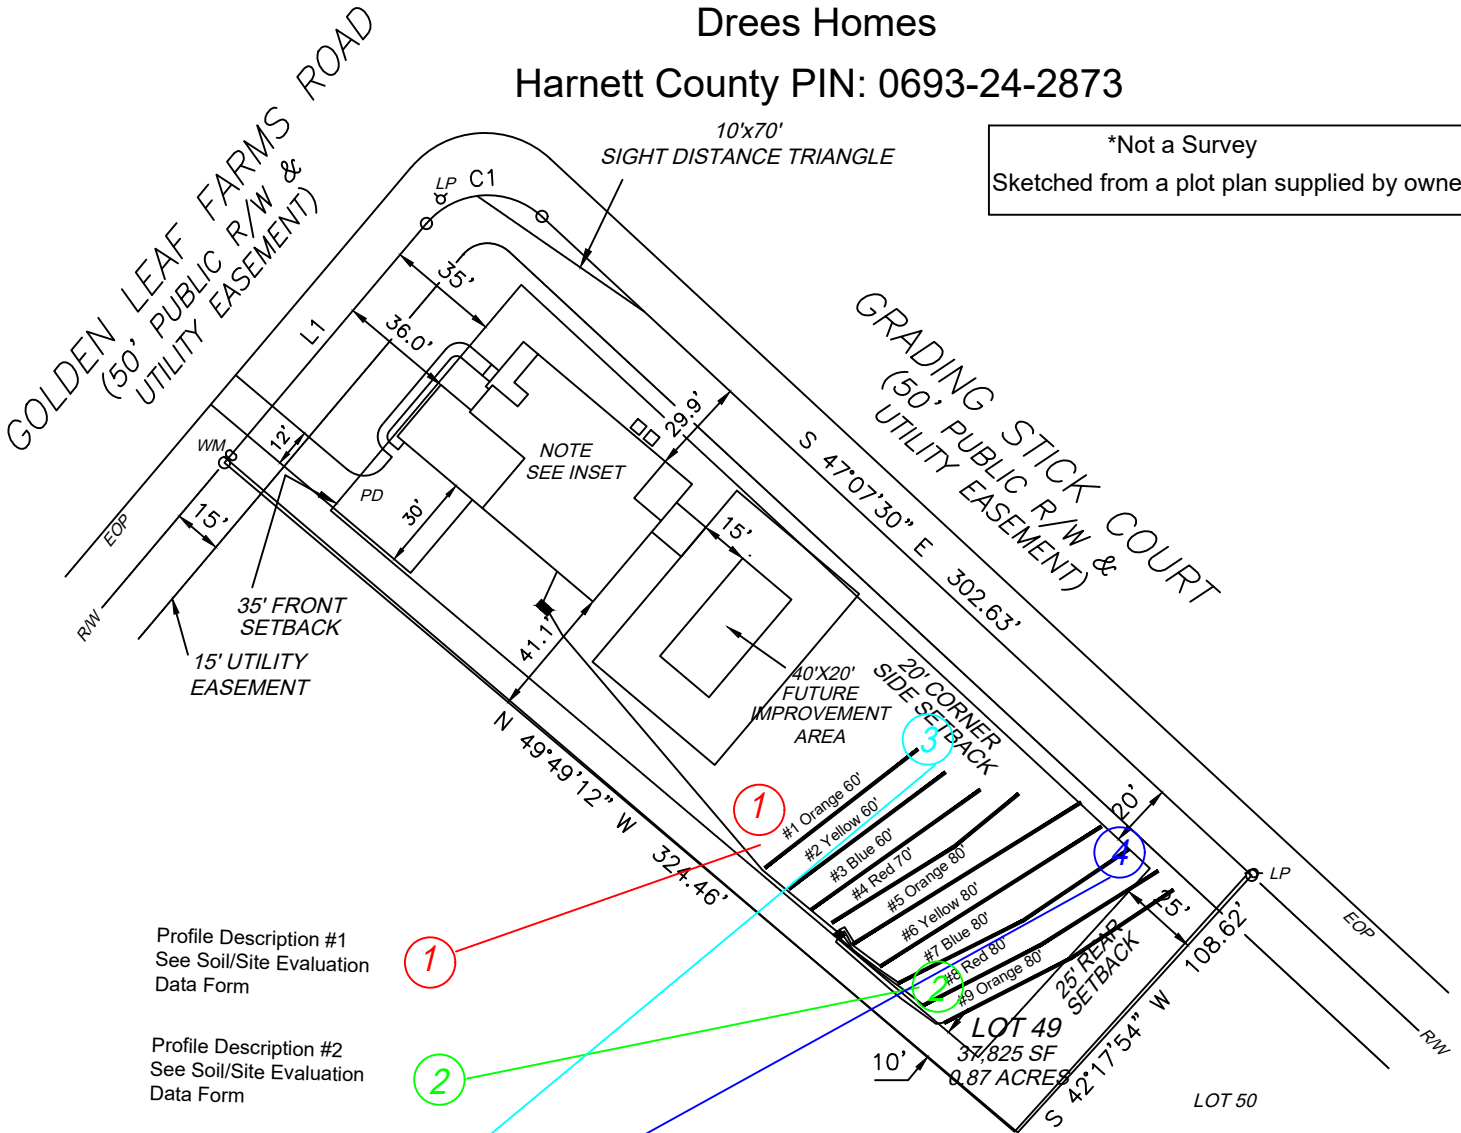 Drees Homes
Harnett County PIN: 0693-24-2873
*Not a Survey
Sketched from a plot plan supplied by owne
10'x70'
SIGHT DISTANCE TRIANGLE
GOLDEN LEAF FARMS ROAD
(50' PUBLIC R/W &
UTILITY EASEMENT)
LP
C1
L1
35'
36.0'
29.9'
GRADING STICK COURT
(50' PUBLIC R/W &
UTILITY EASEMENT)
S 47°07'30" E 302.63'
NOTE
SEE INSET
WM
12'
PD
30'
15'
EOP
R/W
15'
35' FRONT
SETBACK
15' UTILITY
EASEMENT
41.1'
40'X20'
FUTURE
IMPROVEMENT
AREA
20' CORNER
SIDE SETBACK
N 49°49'12" W 324.46'
3
1
#1 Orange 60'
#2 Yellow 60'
#3 Blue 60'
#4 Red 70'
#5 Orange 80'
#6 Yellow 80'
#7 Blue 80'
#8 Red 80'
#9 Orange 80'
20'
4
LP
25'
25' REAR
SETBACK
108.62'
S 42°17'54" W
EOP
R/W
2
LOT 49
37,825 SF
0.87 ACRES
10'
LOT 50
Profile Description #1
See Soil/Site Evaluation
Data Form
1
Profile Description #2
See Soil/Site Evaluation
Data Form
2